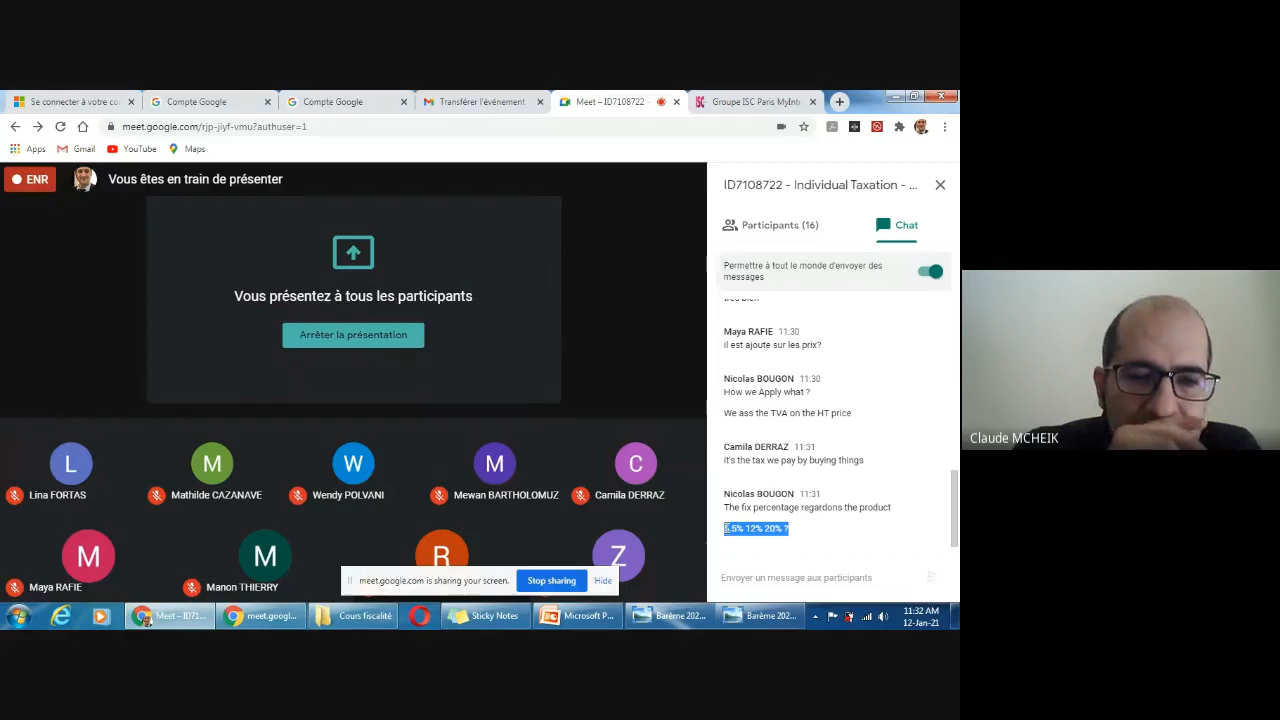 Se connecter à votre co
Compte Google
Compte Google
Transférer l'événement
Meet – ID7108722 -
Groupe ISC Paris MyInt
meet.google.com/rjp-jiyf-vmu?authuser=1
Apps
Gmail
YouTube
Maps
ENR
Vous êtes en train de présenter
Vous présentez à tous les participants
Arrêter la présentation
L
Lina FORTAS
M
Mathilde CAZANAVE
W
Wendy POLVANI
M
Mewan BARTHOLOMUZ
C
Camila DERRAZ
M
Maya RAFIE
M
Manon THIERRY
R
Z
meet.google.com is sharing your screen.
Stop sharing
Hide
ID7108722 - Individual Taxation - ...
Participants (16)
Chat
Permettre à tout le monde d'envoyer des
messages
Maya RAFIE 11:30
il est ajoute sur les prix?
Nicolas BOUGON 11:30
How we Apply what ?
We ass the TVA on the HT price
Camila DERRAZ 11:31
it's the tax we pay by buying things
Nicolas BOUGON 11:31
The fix percentage regardons the product
12% 20% ?
Envoyer un message aux participants
Meet – ID71...
meet.googl...
Cours fiscalité
Sticky Notes
Microsoft P...
Barème 202...
Barème 202...
11:32 AM
12-Jan-21
Claude MCHEIK